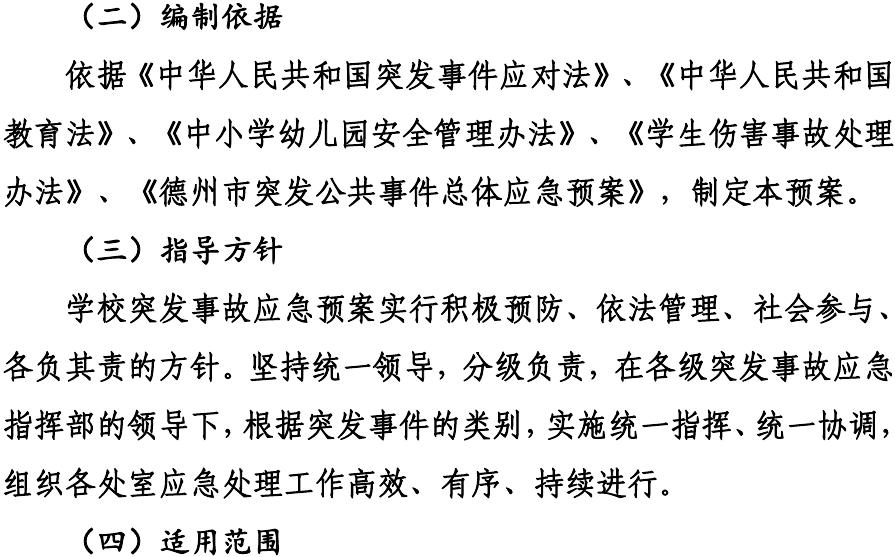 （二）编制依据
依据《中华人民共和国突发事件应对法》、《中华人民共和国
教育法》、《中小学幼儿园安全管理办法》、《学生伤害事故处理
办法》、《德州市突发公共事件总体应急预案》，制定本预案。
（三）指导方针
学校突发事故应急预案实行积极预防、依法管理、社会参与、
各负其责的方针。坚持统一领导，分级负责，在各级突发事故应急
指挥部的领导下，根据突发事件的类别，实施统一指挥、统一协调，
组织各处室应急处理工作高效、有序、持续进行。
（四）适用范围